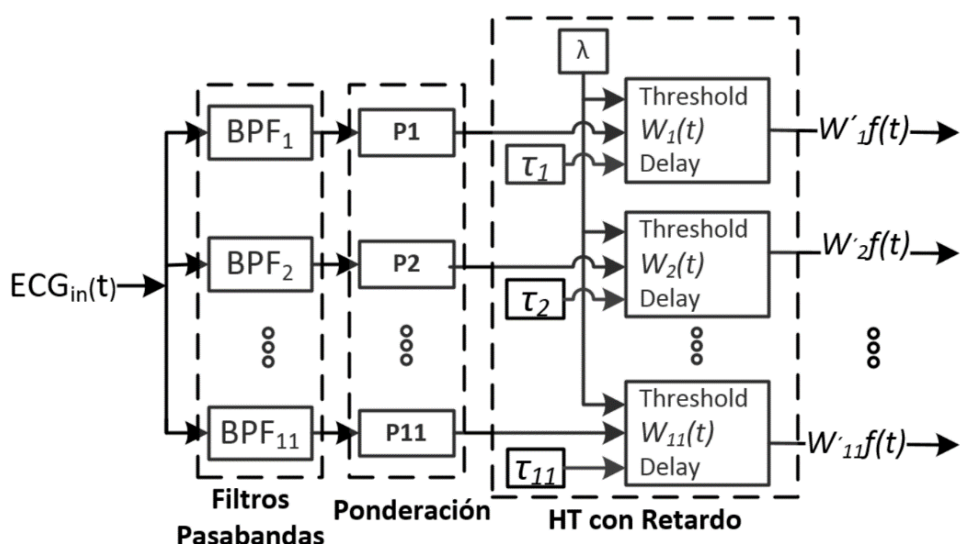 λ
Threshold
BPF₁
P1
W₁(t)
W´₁f(t)
τ₁
Delay
Threshold
BPF₂
P2
W₂(t)
W´₂f(t)
ECGᵢₙ(t)
τ₂
Delay
Threshold
BPF₁₁
P11
W₁₁(t)
W´₁₁f(t)
τ₁₁
Delay
Filtros
Pasabandas
Ponderación
HT con Retardo